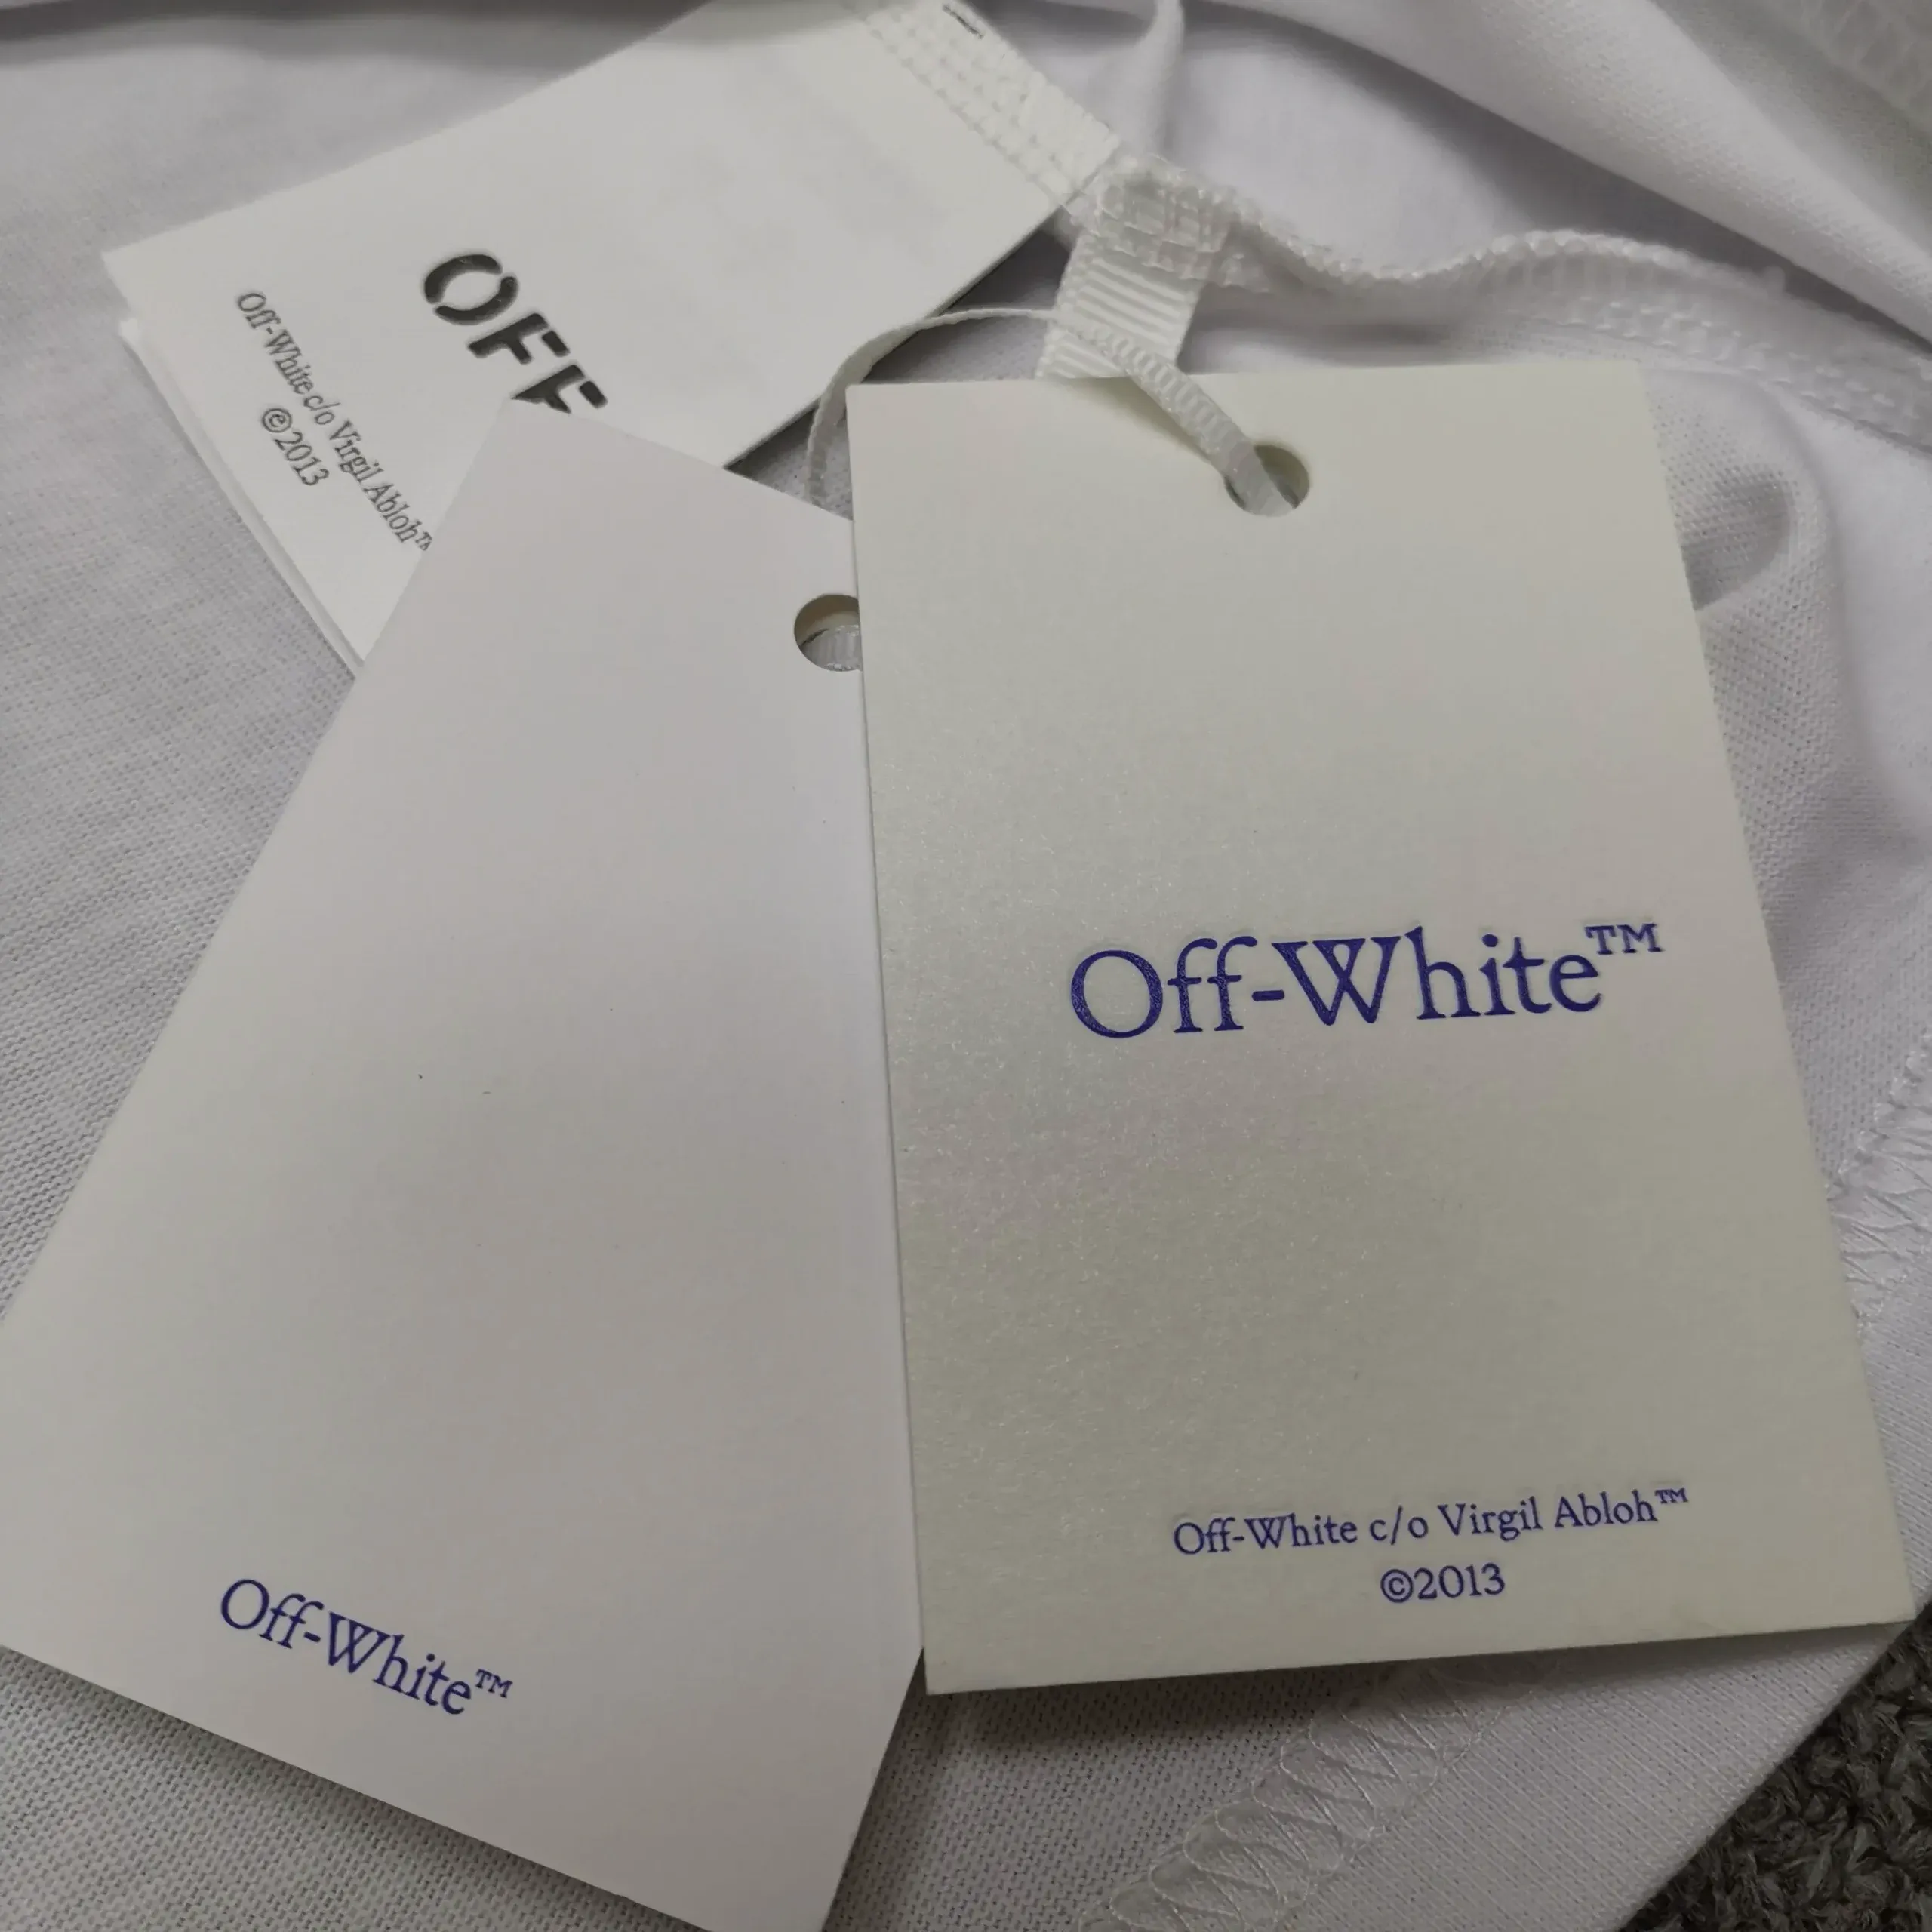 OFF
Off-White c/o Virgil Abloh™
©2013
Off-White™
Off-White c/o Virgil Abloh™
©2013
Off-White™